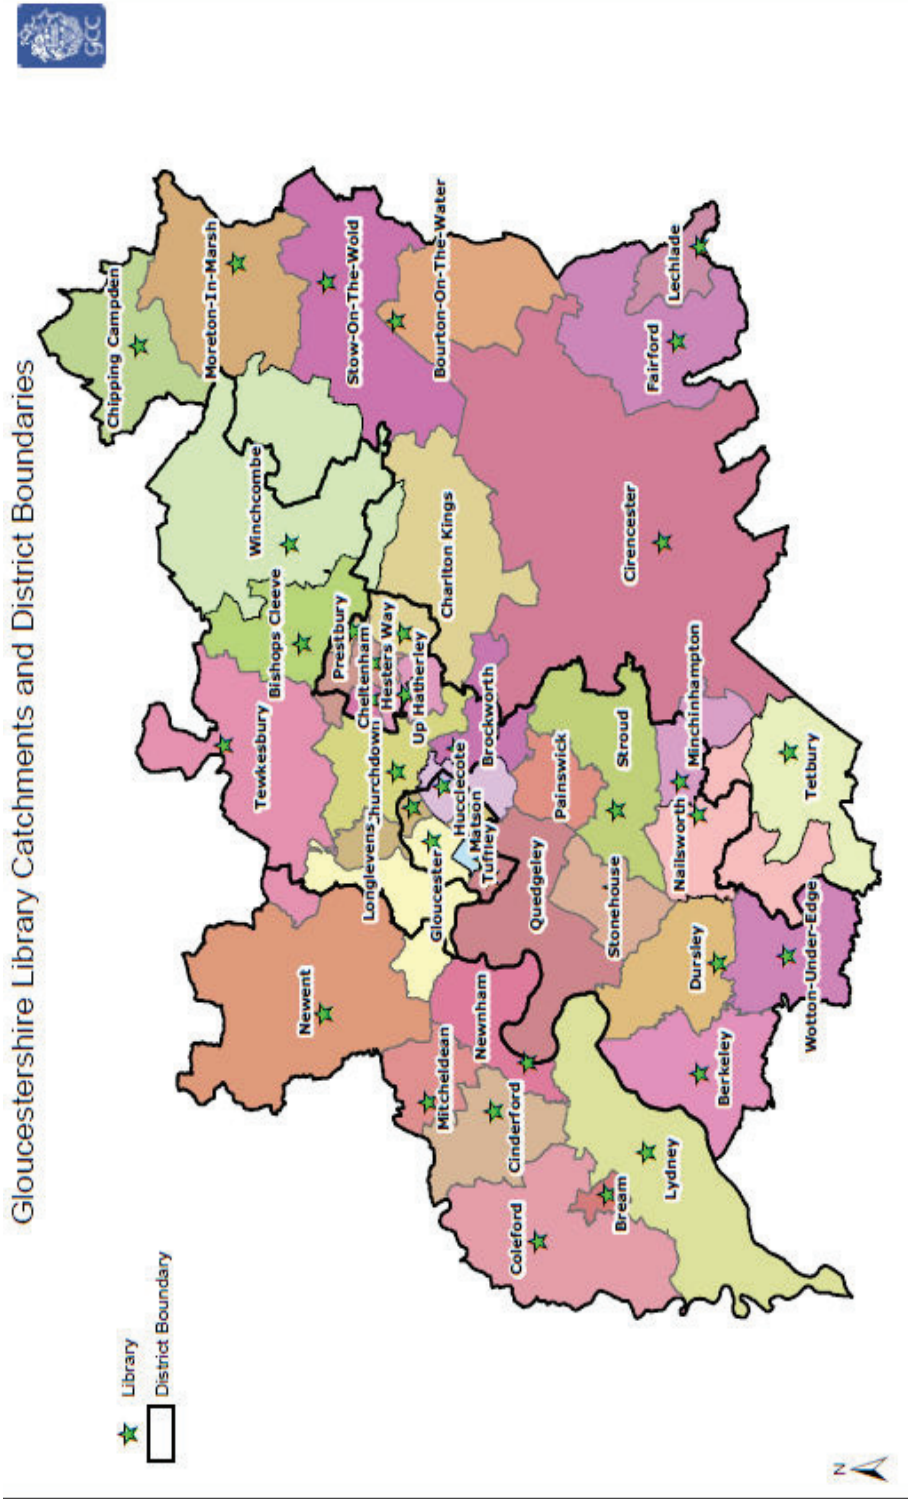 Gloucestershire Library Catchments and District Boundaries
GCC
Library
District Boundary
N
Chipping Campden
Moreton-In-Marsh
Stow-On-The-Wold
Bourton-On-The-Water
Winchcombe
Tewkesbury
Bishops Cleeve
Prestbury
Cheltenham
Hesters Way
Up Hatherley
Charlton Kings
Newent
Longlevens
hurchdown
Gloucester
Hucclecote
Matson
Tuffley
Brockworth
Mitcheldean
Newnham
Quedgeley
Painswick
Cinderford
Coleford
Bream
Lydney
Stonehouse
Stroud
Cirencester
Fairford
Lechlade
Minchinhampton
Nailsworth
Dursley
Berkeley
Wotton-Under-Edge
Tetbury